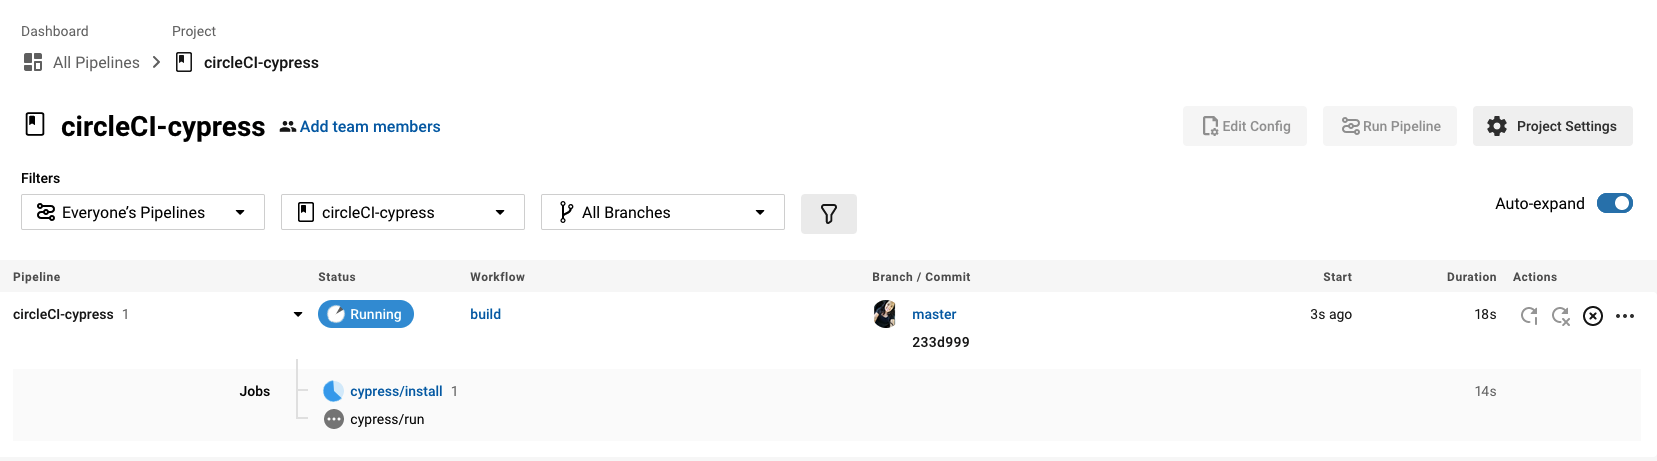 Dashboard Project
All Pipelines circleCI-cypress
circleCI-cypress Add team members Edit Config Run Pipeline Project Settings
Filters
Everyone’s Pipelines circleCI-cypress All Branches Auto-expand
Pipeline Status Workflow Branch / Commit Start Duration Actions
circleCI-cypress 1 Running build master 3s ago 18s
233d999
Jobs cypress/install 1 14s
cypress/run